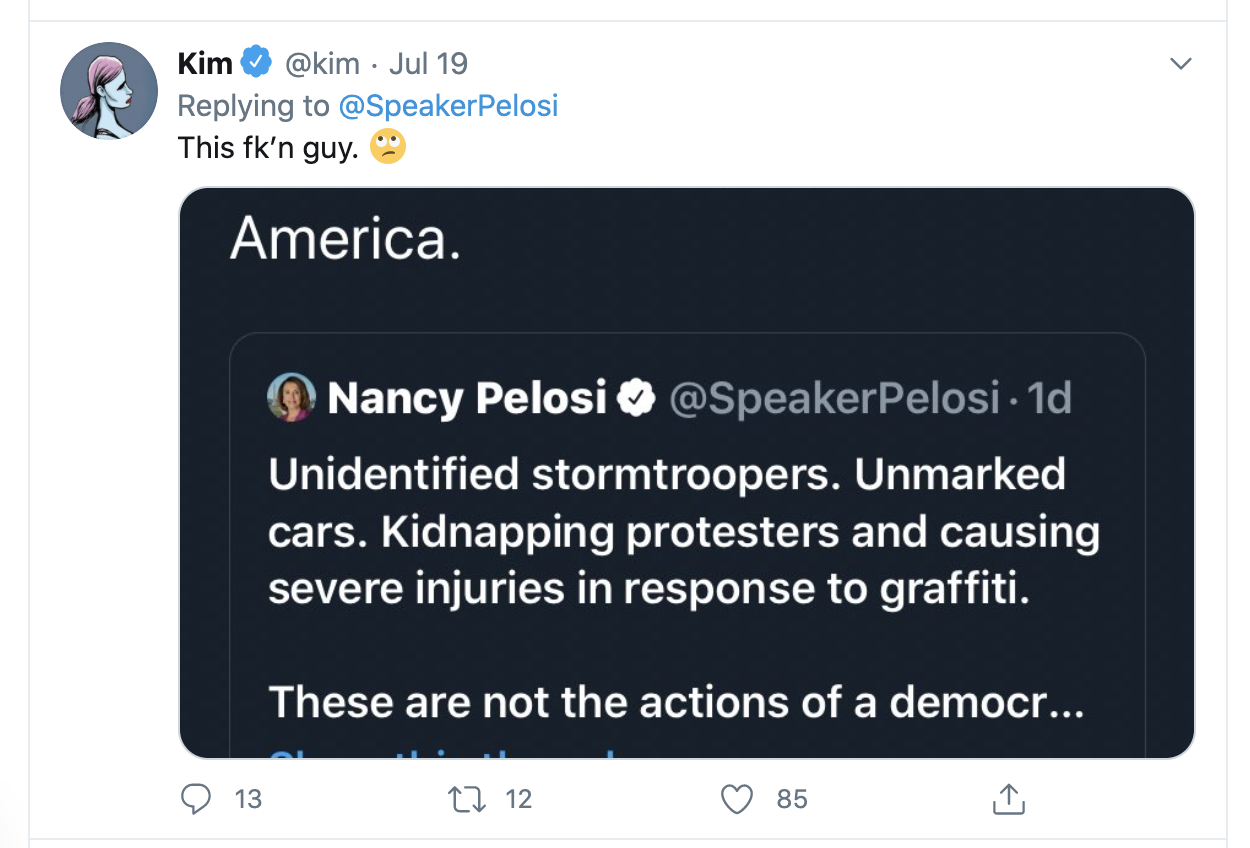 Kim @kim · Jul 19
Replying to @SpeakerPelosi
This fk’n guy. 🙄
America.
Nancy Pelosi @SpeakerPelosi · 1d
Unidentified stormtroopers. Unmarked
cars. Kidnapping protesters and causing
severe injuries in response to graffiti.
These are not the actions of a democr...
13 12 85